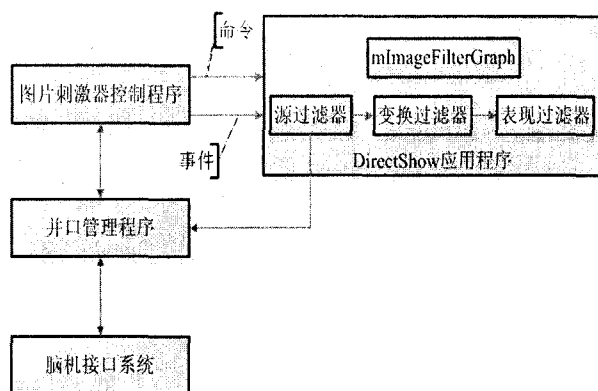 命令
mImageFilterGraph
图片刺激器控制程序
源过滤器
变换过滤器
表现过滤器
事件
DirectShow应用程序
并口管理程序
脑机接口系统